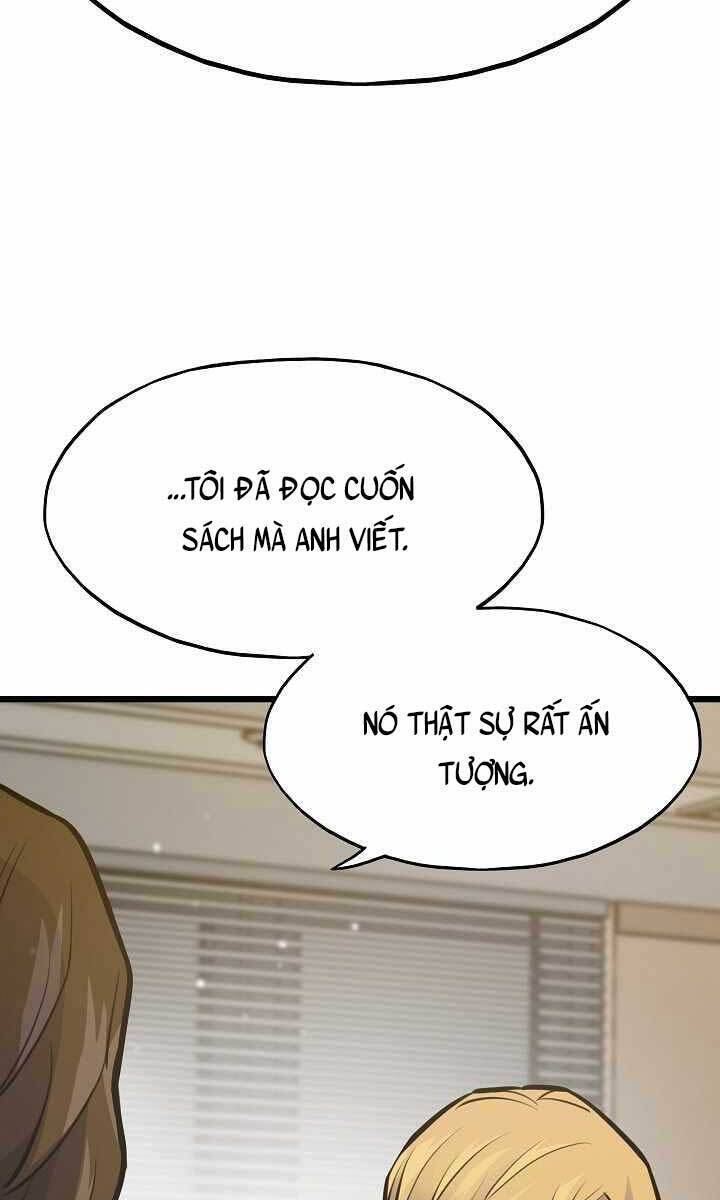 ...TÔI ĐÃ ĐỌC CUỐN
SÁCH MÀ ANH VIẾT.
NÓ THẬT SỰ RẤT ẤN
TƯỢNG.